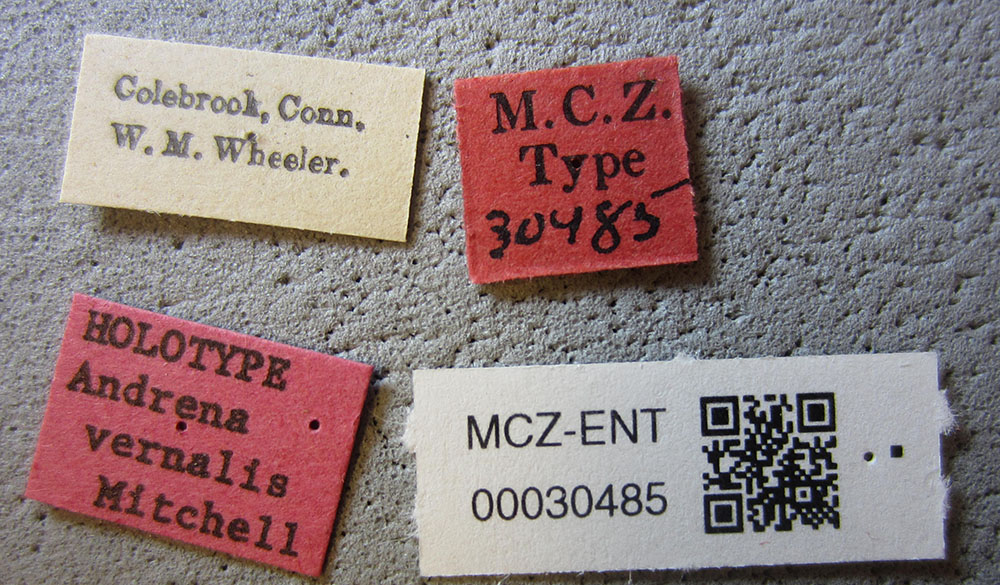 Colebrook, Conn.
W. M. Wheeler.
M.C.Z.
Type
30485
HOLOTYPE
Andrena
vernalis
Mitchell
MCZ-ENT
00030485